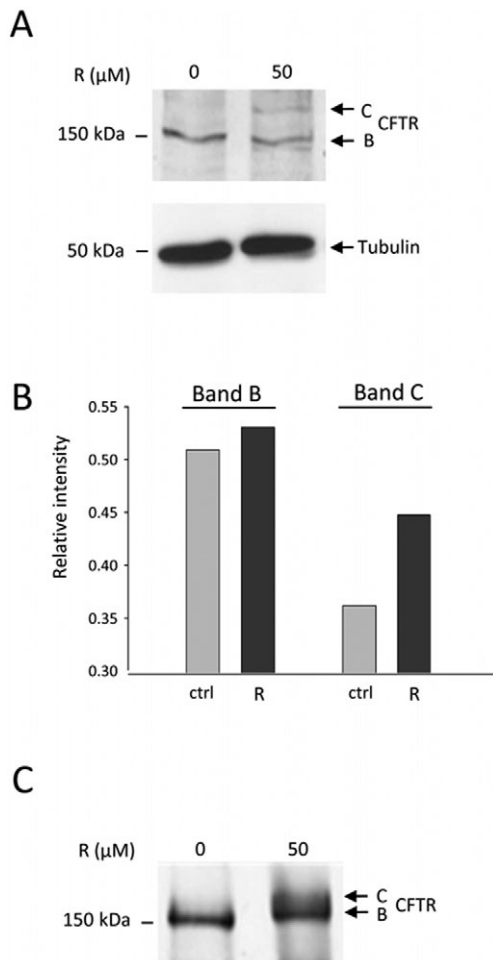 A
R (μM) 0 50
C
150 kDa CFTR
B
50 kDa Tubulin
B
Band B Band C
0.55
0.50
0.45
0.40
0.35
0.30
Relative intensity
ctrl R ctrl R
C
R (μM) 0 50
C
B CFTR
150 kDa